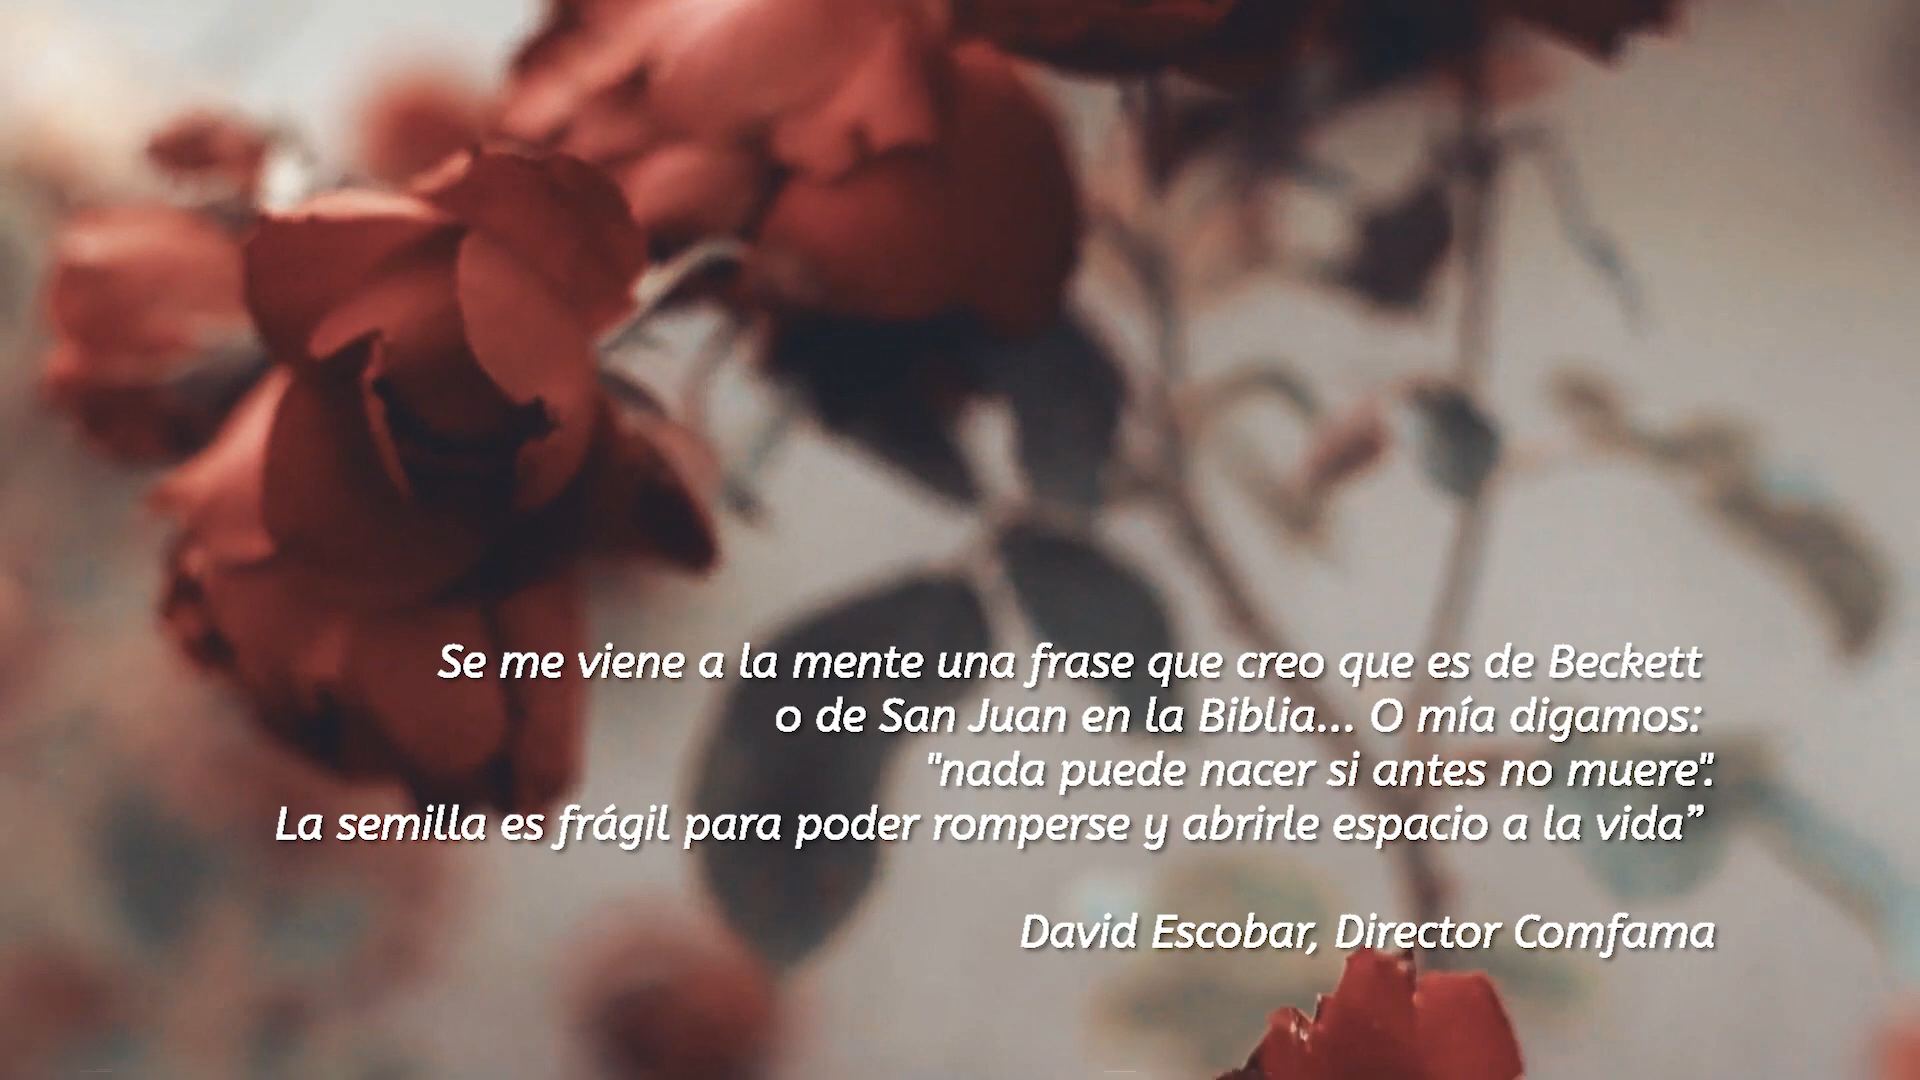 Se me viene a la mente una frase que creo que es de Beckett
o de San Juan en la Biblia... O mía digamos:
"nada puede nacer si antes no muere".
La semilla es frágil para poder romperse y abrirle espacio a la vida”
David Escobar, Director Comfama